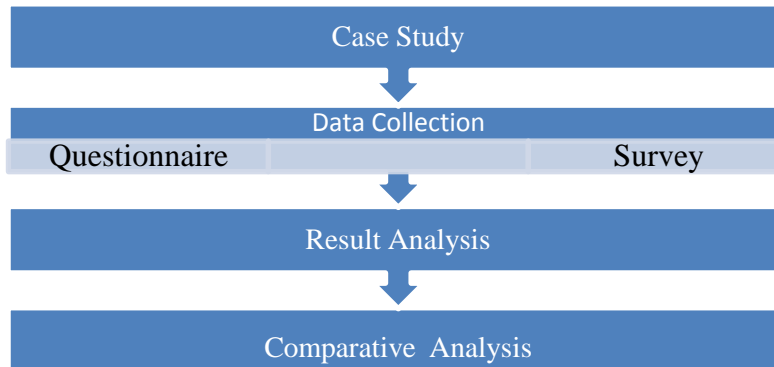 Case Study
Data Collection
Questionnaire Survey
Result Analysis
Comparative Analysis